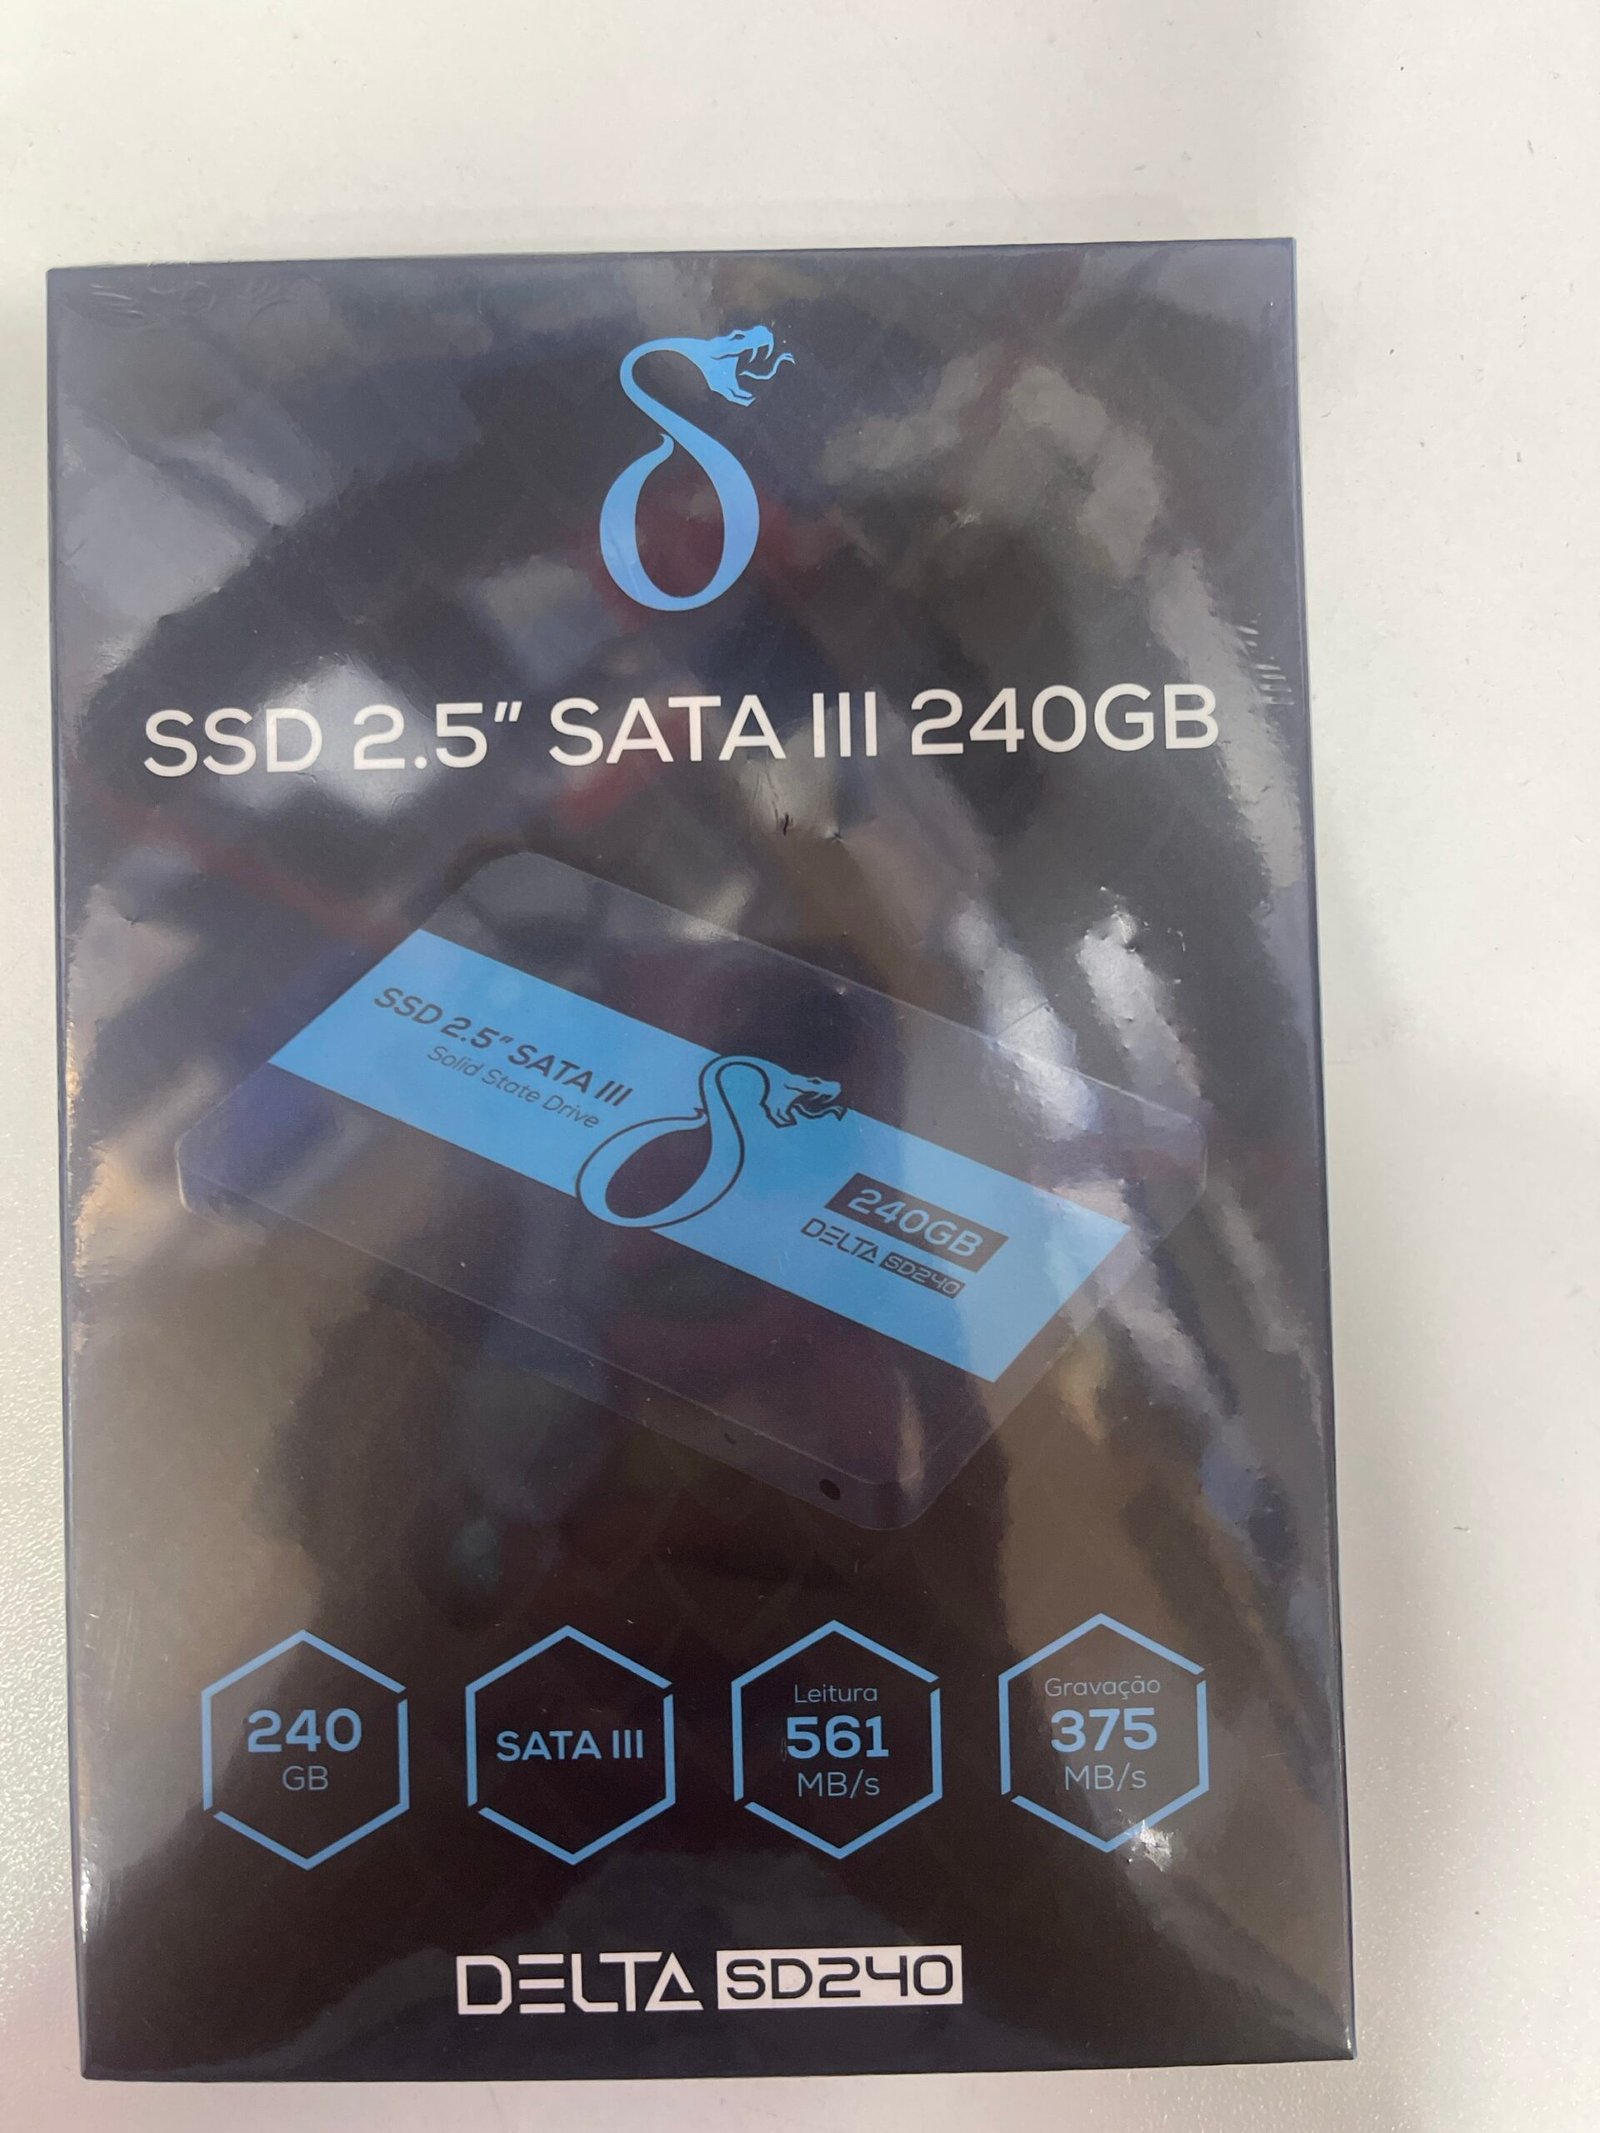 SSD 2.5" SATA III 240GB
SSD 2.5" SATA III
Solid State Drive
240GB
DELTA SD240
240
GB
SATA III
Leitura
561
MB/s
Gravação
375
MB/s
DELTA SD240